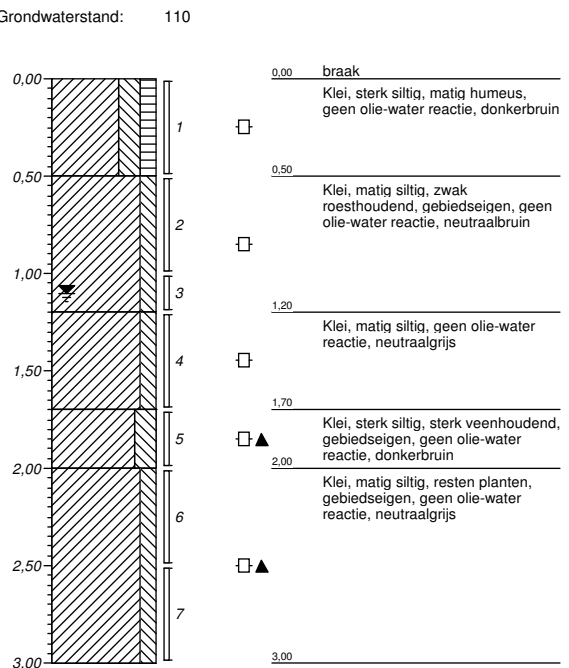 Grondwaterstand: 110
0,00
0,50
1,00
1,50
2,00
2,50
3,00
1
2
3
4
5
6
7
0,00 braak
Klei, sterk siltig, matig humeus,
geen olie-water reactie, donkerbruin
0,50
Klei, matig siltig, zwak
roesthoudend, gebiedseigen, geen
olie-water reactie, neutraalbruin
1,20
Klei, matig siltig, geen olie-water
reactie, neutraalgrijs
1,70
Klei, sterk siltig, sterk veenhoudend,
gebiedseigen, geen olie-water
reactie, donkerbruin
2,00
Klei, matig siltig, resten planten,
gebiedseigen, geen olie-water
reactie, neutraalgrijs
3,00